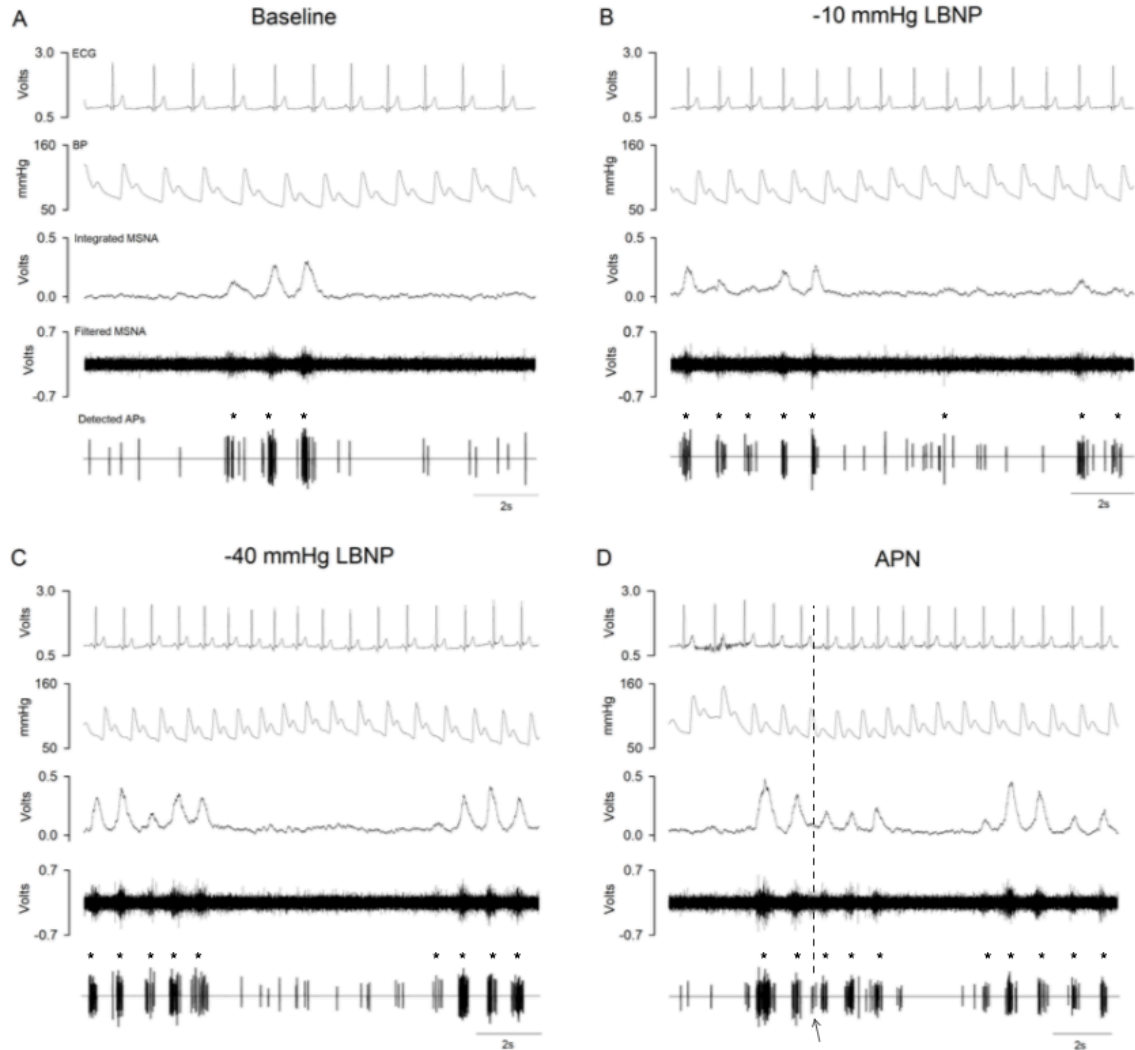 A
Baseline
3.0
ECG
Volts
0.5
160
BP
mmHg
50
0.5
Integrated MSNA
Volts
0.0
0.7
Filtered MSNA
Volts
-0.7
* * *
Detected APs
2s
B
-10 mmHg LBNP
3.0
Volts
0.5
160
mmHg
50
0.5
Volts
0.0
0.7
Volts
-0.7
* * * * * * * *
2s
C
-40 mmHg LBNP
3.0
Volts
0.5
160
mmHg
50
0.5
Volts
0.0
0.7
Volts
-0.7
* * * * * * * * *
2s
D
APN
3.0
Volts
0.5
160
mmHg
50
0.5
Volts
0.0
0.7
Volts
-0.7
* * * * * * * * * *
2s